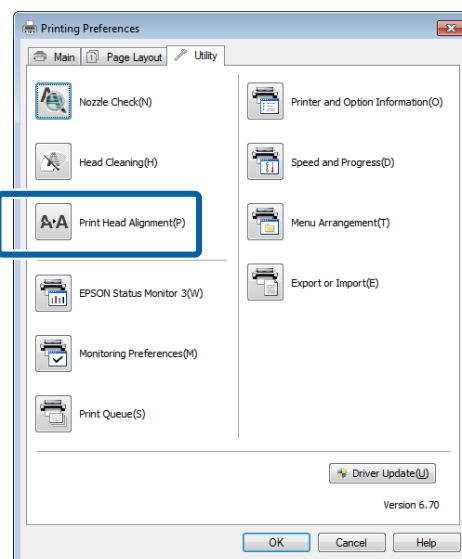 Printing Preferences
Main
Page Layout
Utility
Nozzle Check(N)
Head Cleaning(H)
A A
Print Head Alignment(P)
EPSON Status Monitor 3(W)
Monitoring Preferences(M)
Print Queue(S)
Printer and Option Information(O)
Speed and Progress(D)
Menu Arrangement(T)
Export or Import(E)
Driver Update(U)
Version 6.70
OK
Cancel
Help